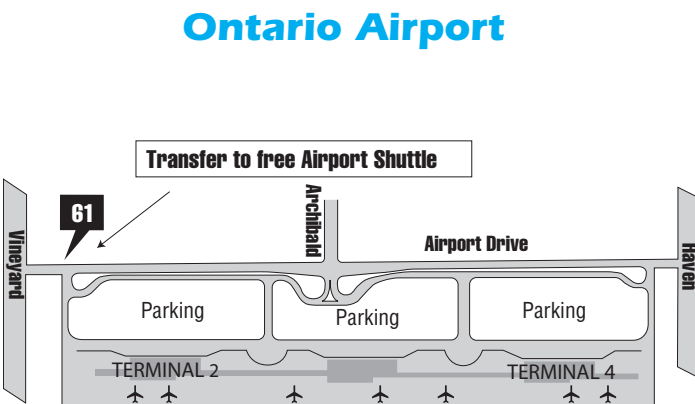 Ontario Airport
Transfer to free Airport Shuttle
61
Archibald
Vineyard
Airport Drive
Haven
Parking
Parking
Parking
TERMINAL 2
TERMINAL 4